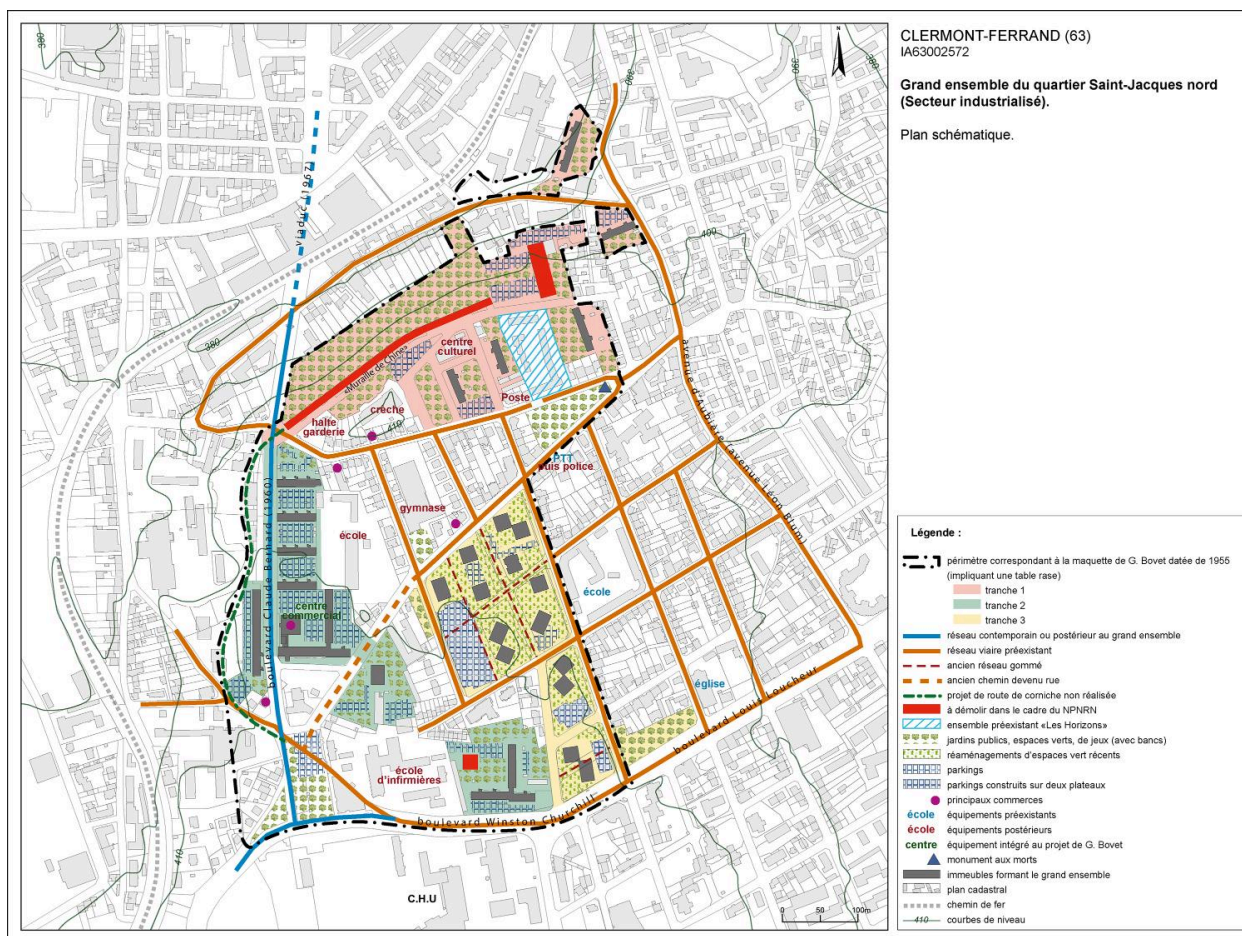 CLERMONT-FERRAND (63)
IA63002572
Grand ensemble du quartier Saint-Jacques nord
(Secteur industrialisé).
Plan schématique.
N
380
390
390
380
viaduc (1967)
400
380
«Muraille de Chine»
centre
culturel
Poste
crèche
halte
garderie
410
avenue d'Aubière (avenue Léon Blum)
PTT
puis police
gymnase
école
école
boulevard Claude Bernard (1960)
centre
commercial
église
boulevard Louis Loucheur
école
d'infirmières
boulevard Winston Churchill
410
C.H.U
0 50 100m
Légende :
périmètre correspondant à la maquette de G. Bovet datée de 1955
(impliquant une table rase)
tranche 1
tranche 2
tranche 3
réseau contemporain ou postérieur au grand ensemble
réseau viaire préexistant
ancien réseau gommé
ancien chemin devenu rue
projet de route de corniche non réalisée
à démolir dans le cadre du NPNRN
ensemble préexistant «Les Horizons»
jardins publics, espaces verts, de jeux (avec bancs)
réaménagements d'espaces vert récents
parkings
parkings construits sur deux plateaux
principaux commerces
école équipements préexistants
école équipements postérieurs
centre équipement intégré au projet de G. Bovet
monument aux morts
immeubles formant le grand ensemble
plan cadastral
chemin de fer
410 courbes de niveau